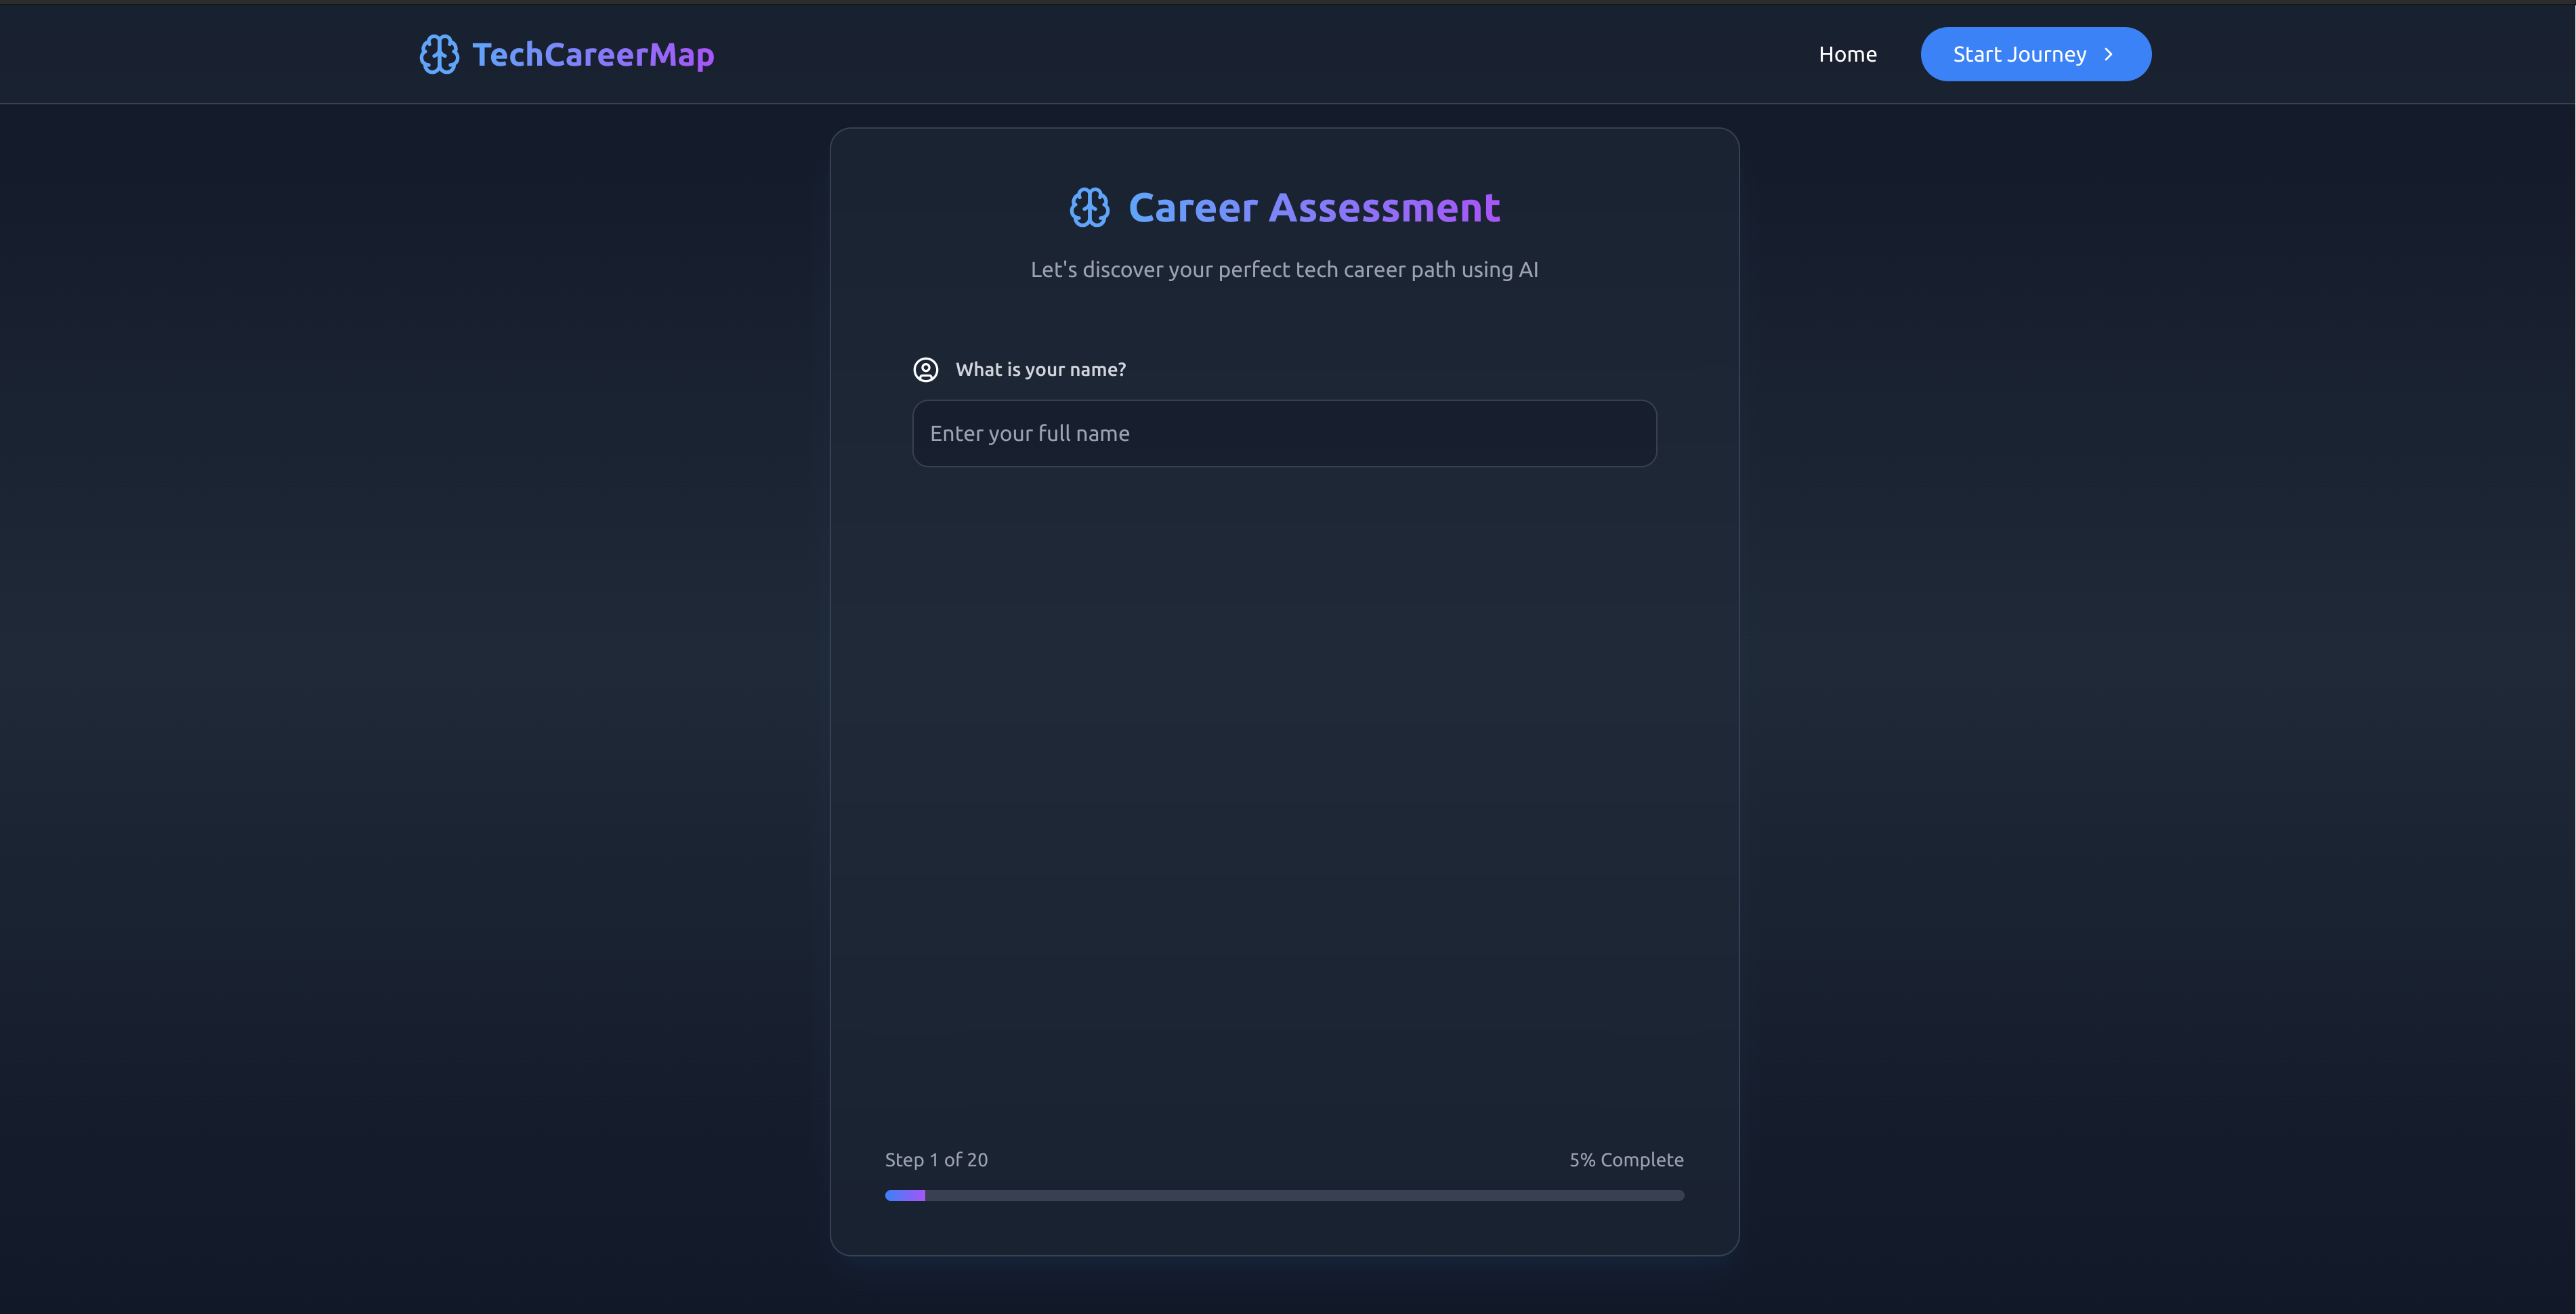 TechCareerMap
Home
Start Journey
Career Assessment
Let's discover your perfect tech career path using AI
What is your name?
Enter your full name
Step 1 of 20
5% Complete